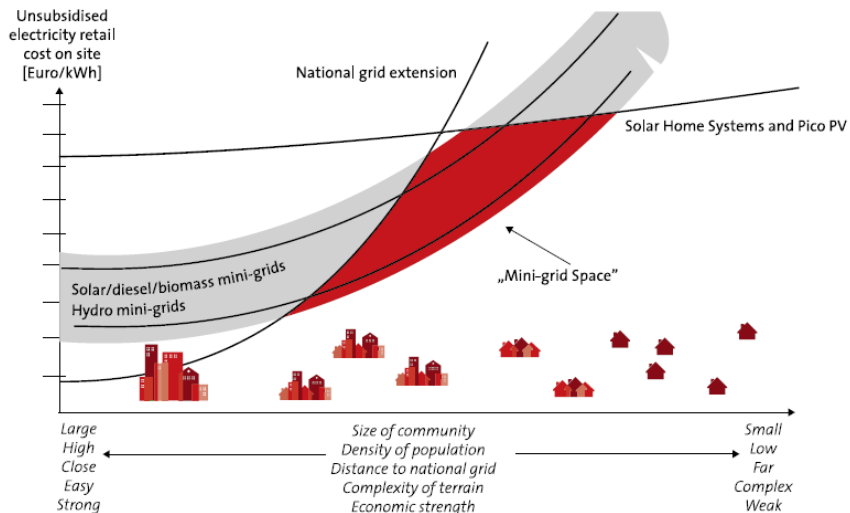 Unsubsidised
electricity retail
cost on site
[Euro/kWh]
National grid extension
Solar Home Systems and Pico PV
„Mini-grid Space”
Solar/diesel/biomass mini-grids
Hydro mini-grids
Large
High
Close
Easy
Strong
Size of community
Density of population
Distance to national grid
Complexity of terrain
Economic strength
Small
Low
Far
Complex
Weak